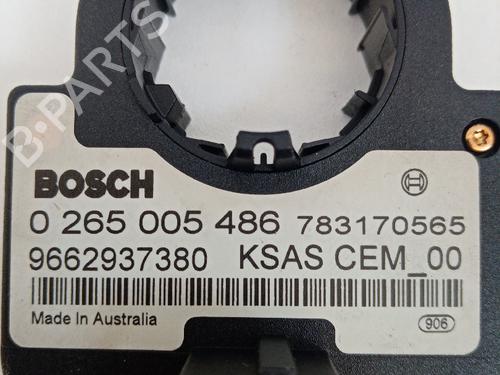 B-PARTS
BOSCH
0 265 005 486 783170565
9662937380 KSAS CEM_00
Made In Australia
906